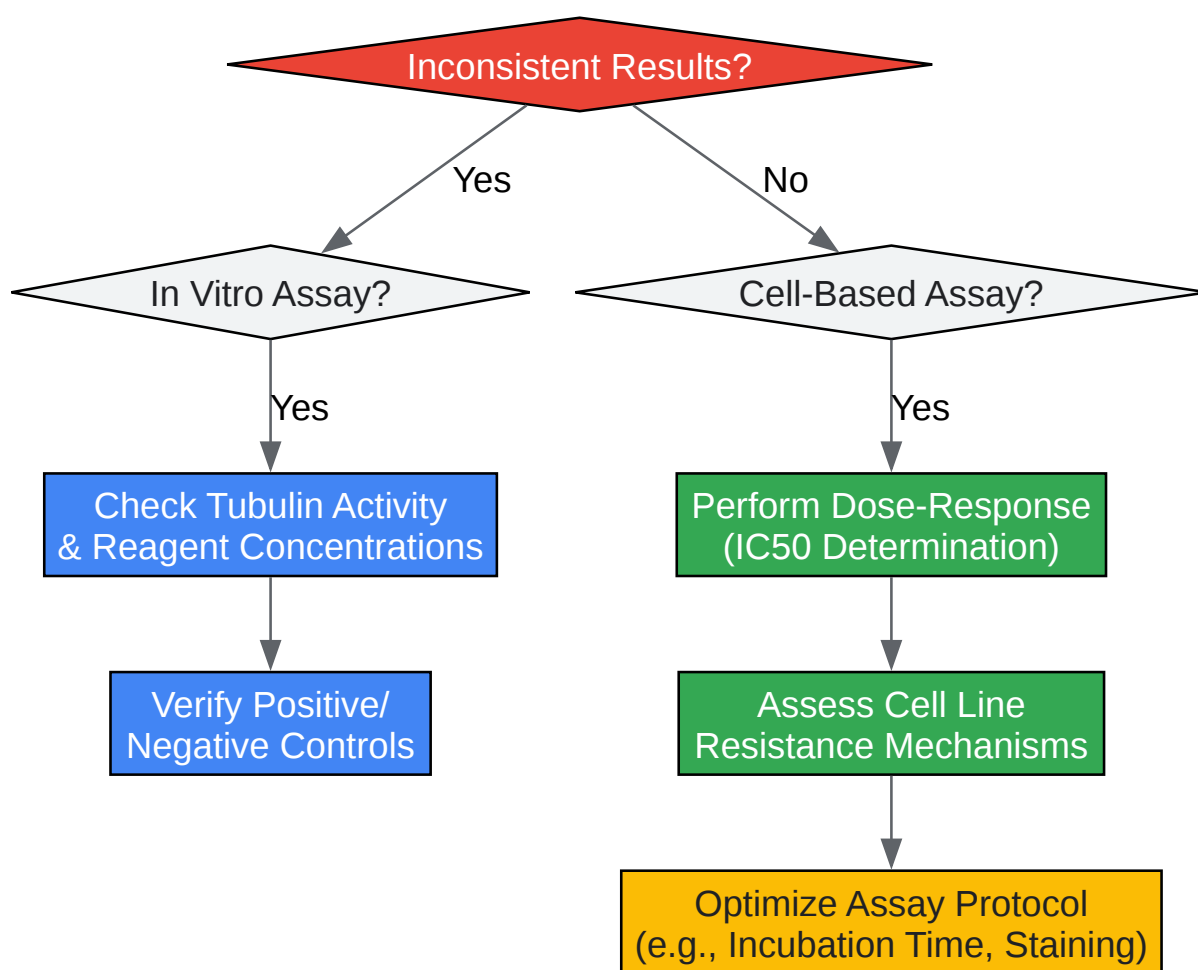 Inconsistent Results?
Yes
No
In Vitro Assay?
Cell-Based Assay?
Yes
Yes
Check Tubulin Activity
& Reagent Concentrations
Perform Dose-Response
(IC50 Determination)
Verify Positive/
Negative Controls
Assess Cell Line
Resistance Mechanisms
Optimize Assay Protocol
(e.g., Incubation Time, Staining)